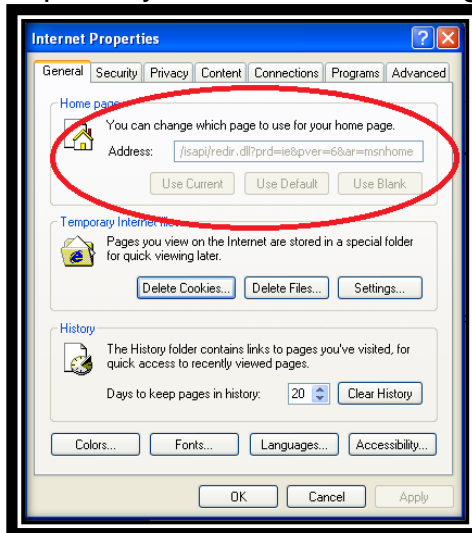 Internet Properties
General Security Privacy Content Connections Programs Advanced
Home page
You can change which page to use for your home page.
Address: /isapi/redir.dll?prd=ie&pver=6&ar=msnhome
Use Current Use Default Use Blank
Temporary Internet files
Pages you view on the Internet are stored in a special folder
for quick viewing later.
Delete Cookies... Delete Files... Settings...
History
The History folder contains links to pages you've visited, for
quick access to recently viewed pages.
Days to keep pages in history: 20 Clear History
Colors... Fonts... Languages... Accessibility...
OK Cancel Apply